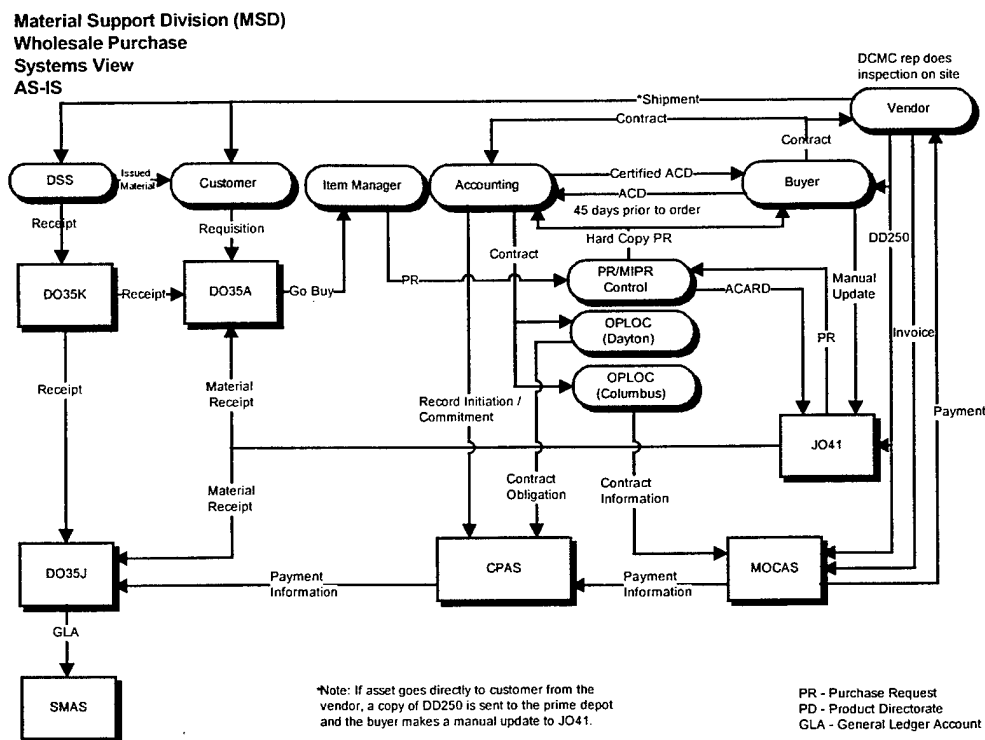 Material Support Division (MSD)
Wholesale Purchase
Systems View
AS-IS
DCMC rep does
inspection on site
*Shipment
Vendor
Contract
Contract
DSS
Issued
Material
Customer
Item Manager
Accounting
Certified ACD
ACD
45 days prior to order
Buyer
Receipt
Requisition
Contract
Hard Copy PR
DD250
DO35K
Receipt
DO35A
Go Buy
PR
PR/MIPR
Control
ACARD
Manual
Update
OPLOC
(Dayton)
PR
Invoice
Receipt
Material
Receipt
Record Initiation /
Commitment
OPLOC
(Columbus)
Payment
JO41
Material
Receipt
Contract
Obligation
Contract
Information
DO35J
Payment
Information
CPAS
Payment
Information
MOCAS
GLA
SMAS
*Note: If asset goes directly to customer from the
vendor, a copy of DD250 is sent to the prime depot
and the buyer makes a manual update to JO41.
PR - Purchase Request
PD - Product Directorate
GLA - General Ledger Account